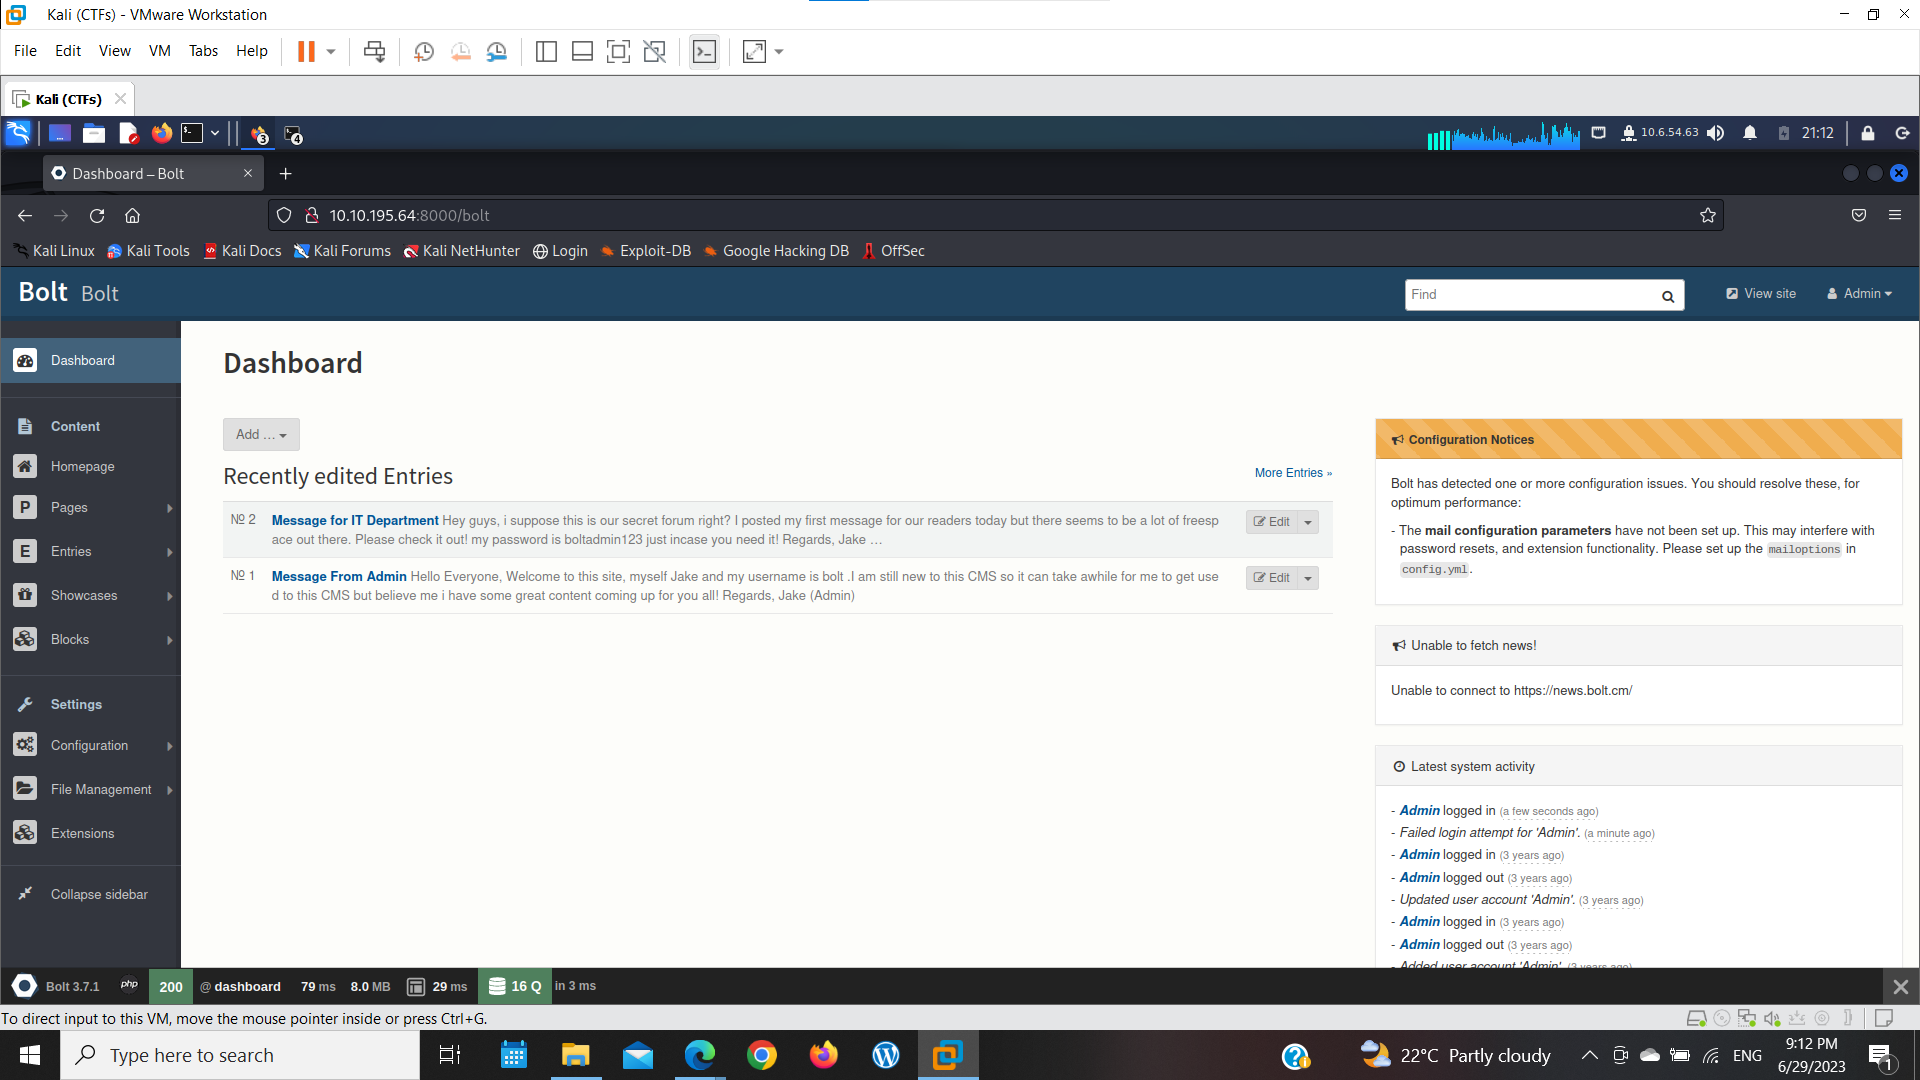 Kali (CTFs) - VMware Workstation
File Edit View VM Tabs Help
Kali (CTFs)
3 4 10.6.54.63 21:12
Dashboard – Bolt
10.10.195.64:8000/bolt
Kali Linux Kali Tools Kali Docs Kali Forums Kali NetHunter Login Exploit-DB Google Hacking DB OffSec
Bolt Bolt Find View site Admin
Dashboard
Content
Homepage
P Pages
E Entries
Showcases
Blocks
Settings
Configuration
File Management
Extensions
Collapse sidebar
Dashboard
Add ...
Recently edited Entries More Entries »
№ 2 Message for IT Department Hey guys, i suppose this is our secret forum right? I posted my first message for our readers today but there seems to be a lot of freesp
ace out there. Please check it out! my password is boltadmin123 just incase you need it! Regards, Jake …
Edit
№ 1 Message From Admin Hello Everyone, Welcome to this site, myself Jake and my username is bolt .I am still new to this CMS so it can take awhile for me to get use
d to this CMS but believe me i have some great content coming up for you all! Regards, Jake (Admin)
Edit
Configuration Notices
Bolt has detected one or more configuration issues. You should resolve these, for
optimum performance:
- The mail configuration parameters have not been set up. This may interfere with
password resets, and extension functionality. Please set up the mailoptions in
config.yml.
Unable to fetch news!
Unable to connect to https://news.bolt.cm/
Latest system activity
- Admin logged in (a few seconds ago)
- Failed login attempt for 'Admin'. (a minute ago)
- Admin logged in (3 years ago)
- Admin logged out (3 years ago)
- Updated user account 'Admin'. (3 years ago)
- Admin logged in (3 years ago)
- Admin logged out (3 years ago)
- Added user account 'Admin'. (3 years ago)
Bolt 3.7.1 php 200 @ dashboard 79 ms 8.0 MB 29 ms 16 Q in 3 ms
To direct input to this VM, move the mouse pointer inside or press Ctrl+G.
Type here to search 22°C Partly cloudy ENG 9:12 PM
6/29/2023
1